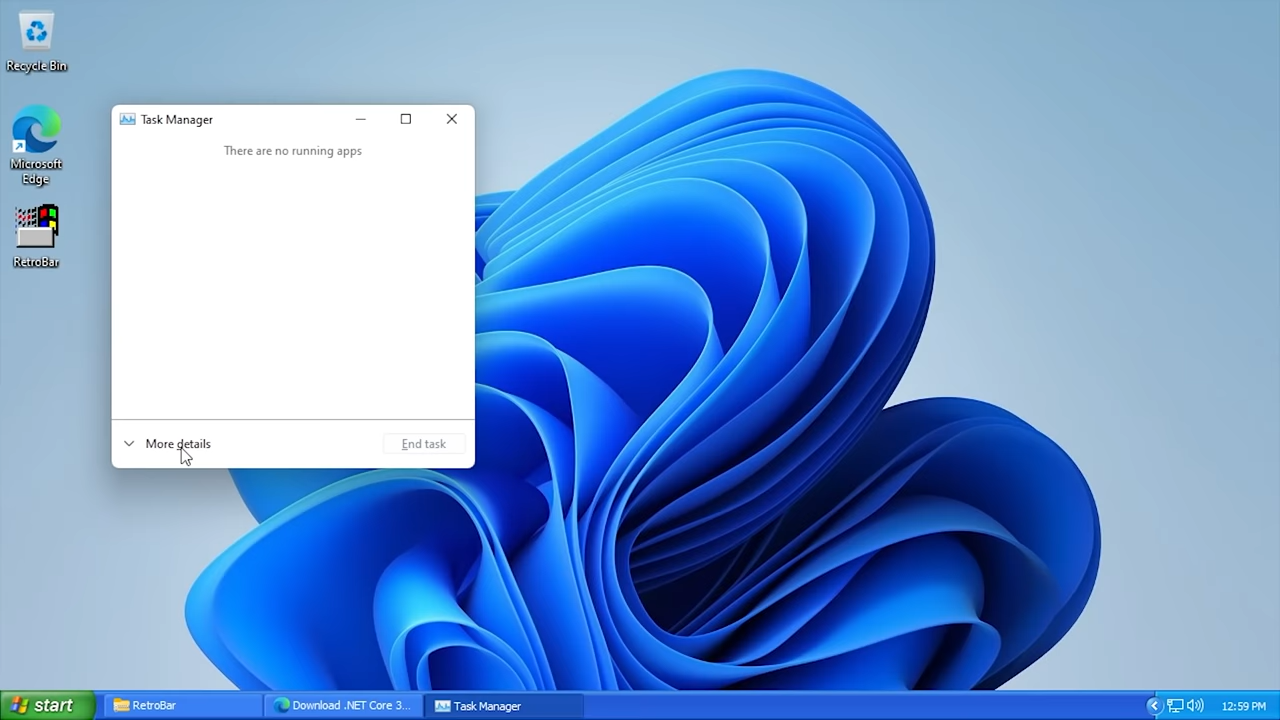 Recycle Bin
Microsoft
Edge
RetroBar
Task Manager
There are no running apps
More details
End task
start
RetroBar
Download .NET Core 3...
Task Manager
12:59 PM